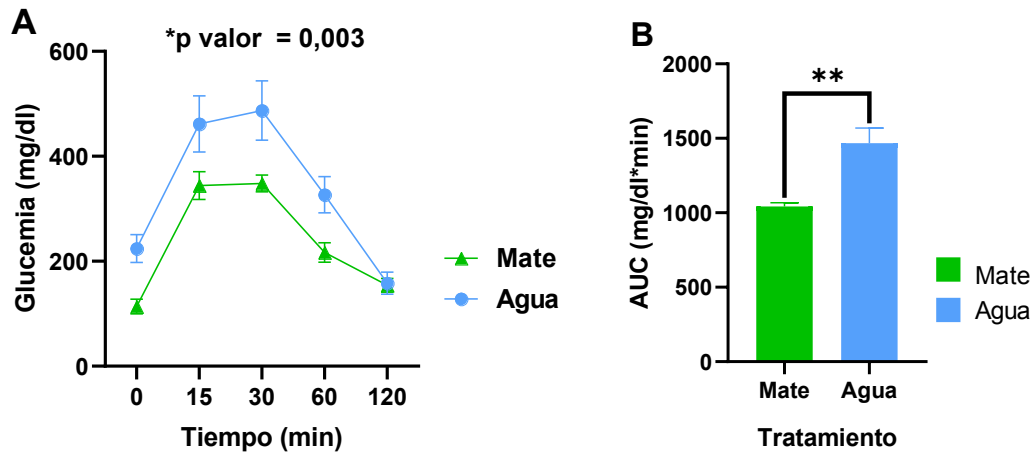 A
*p valor = 0,003
Glucemia (mg/dl)
600
400
200
0
0 15 30 60 120
Tiempo (min)
Mate
Agua
B
**
AUC (mg/dl*min)
2000
1500
1000
500
0
Mate Agua
Tratamiento
Mate
Agua